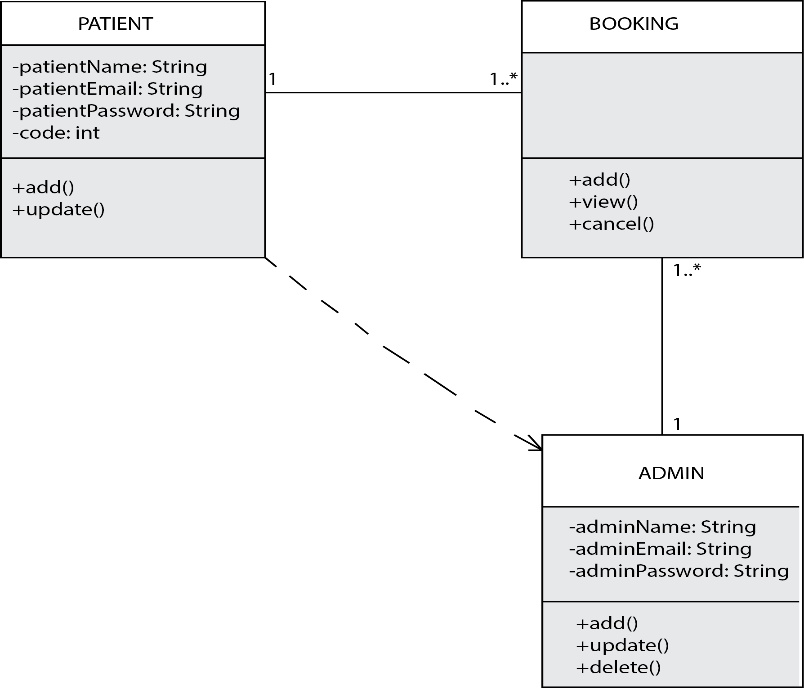 PATIENT
-patientName: String
-patientEmail: String
-patientPassword: String
-code: int
+add()
+update()
1
1..*
BOOKING
+add()
+view()
+cancel()
1..*
1
ADMIN
-adminName: String
-adminEmail: String
-adminPassword: String
+add()
+update()
+delete()